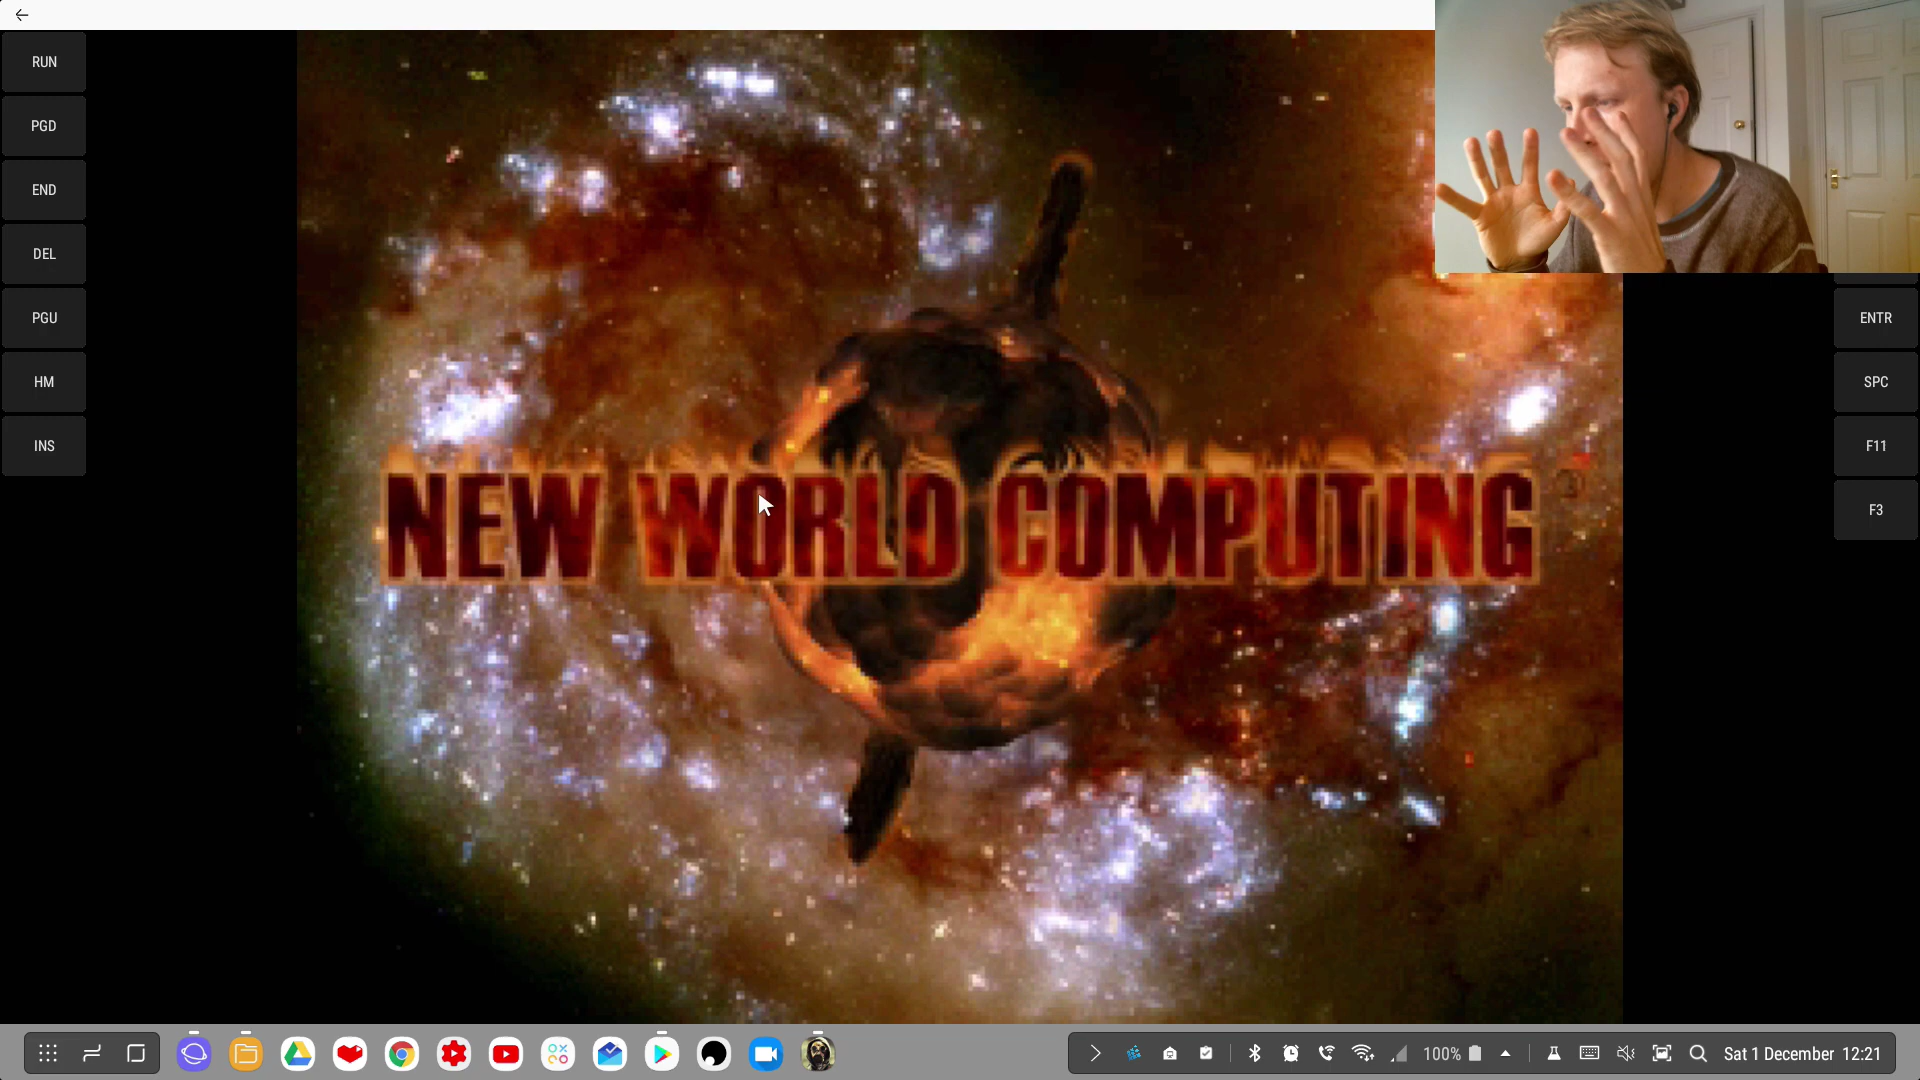 RUN
PGD
END
DEL
PGU
HM
INS
NEW WORLD COMPUTING
ENTR
SPC
F11
F3
100%
Sat 1 December 12:21